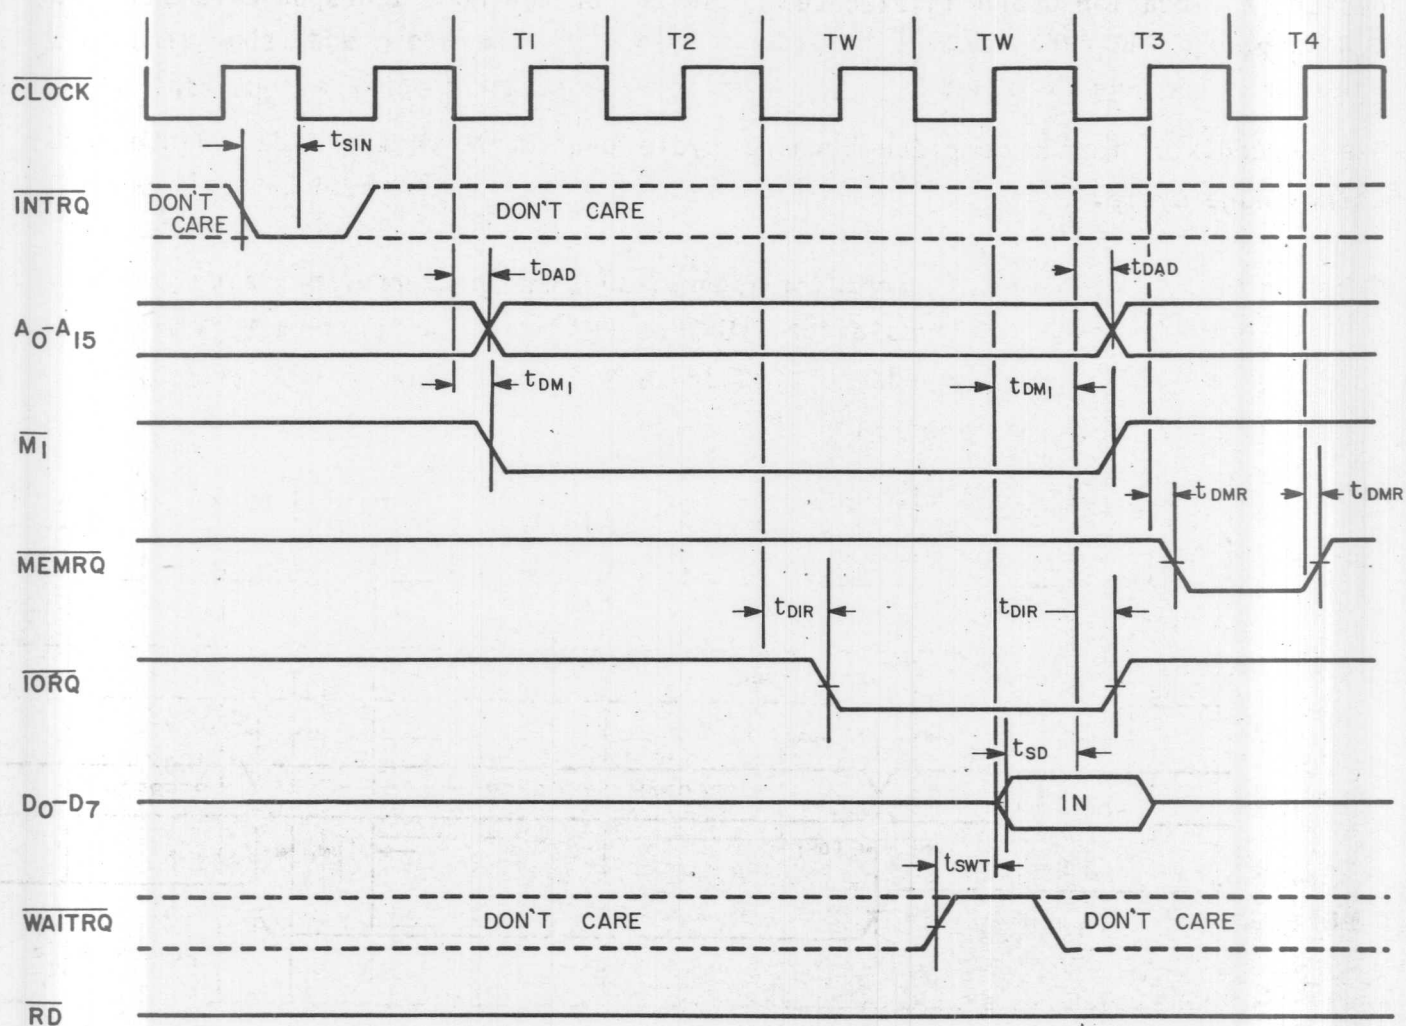 T1 T2 TW TW T3 T4
CLOCK
tSIN
INTRQ
DON'T CARE
DON'T CARE
tDAD
tDAD
A0-A15
tDM1
tDM1
M1
tDMR
tDMR
MEMRQ
tDIR
tDIR
IORQ
tSD
D0-D7
IN
tSWT
WAITRQ
DON'T CARE
DON'T CARE
RD